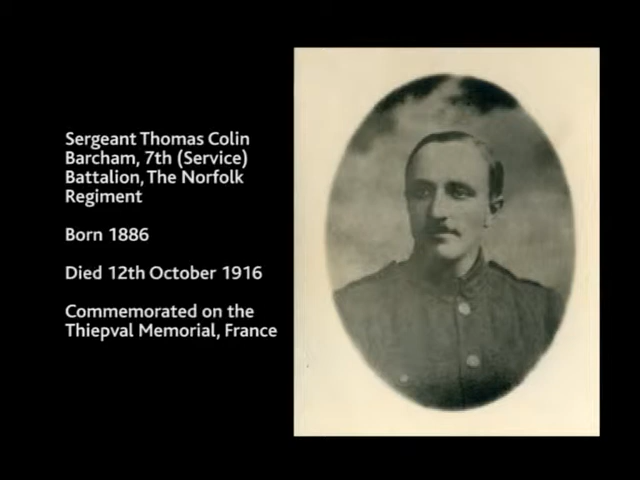 Sergeant Thomas Colin
Barcham, 7th (Service)
Battalion, The Norfolk
Regiment
Born 1886
Died 12th October 1916
Commemorated on the
Thiepval Memorial, France